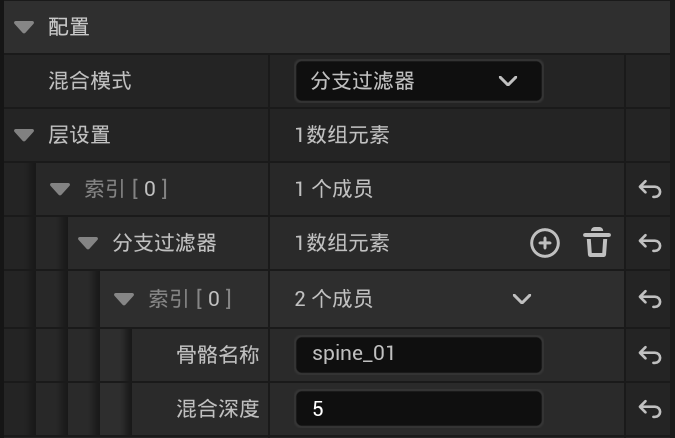 配置
混合模式 分支过滤器
层设置 1数组元素
索引 [ 0 ] 1 个成员
分支过滤器 1数组元素
索引 [ 0 ] 2 个成员
骨骼名称 spine_01
混合深度 5